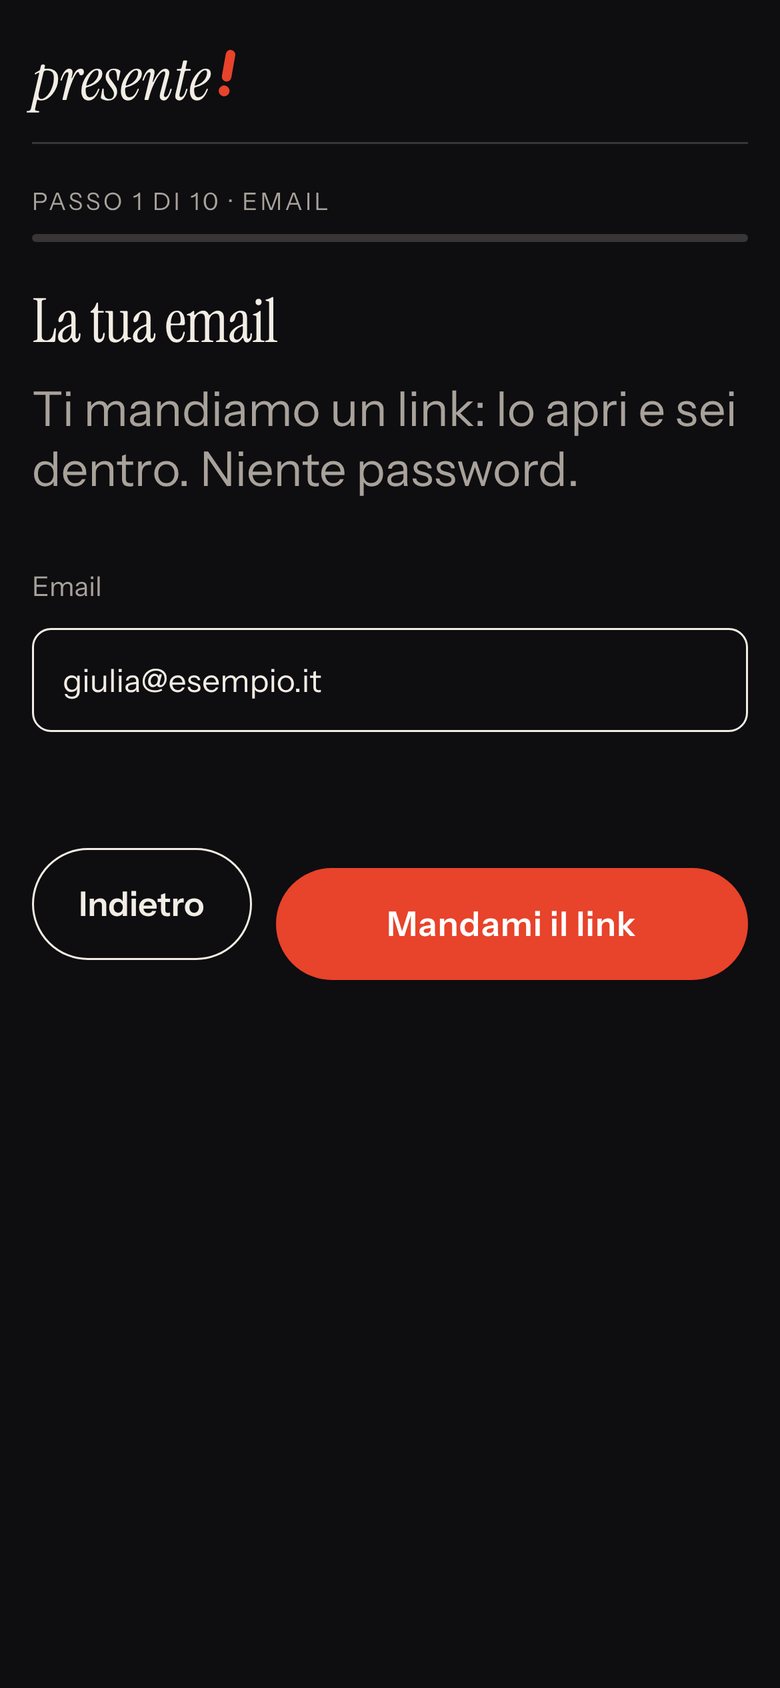 presente!
PASSO 1 DI 10 · EMAIL
La tua email
Ti mandiamo un link: lo apri e sei
dentro. Niente password.
Email
giulia@esempio.it
Indietro
Mandami il link